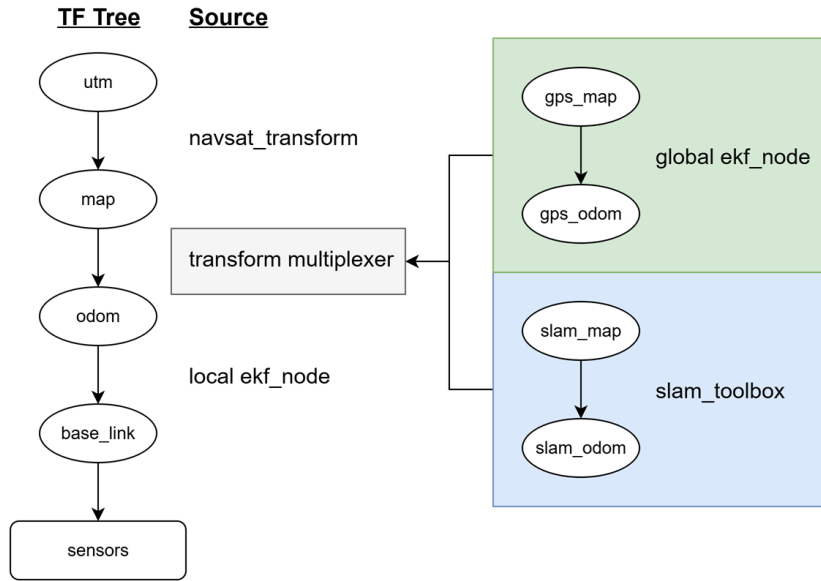 TF Tree
Source
utm
navsat_transform
map
transform multiplexer
odom
local ekf_node
base_link
sensors
gps_map
global ekf_node
gps_odom
slam_map
slam_toolbox
slam_odom